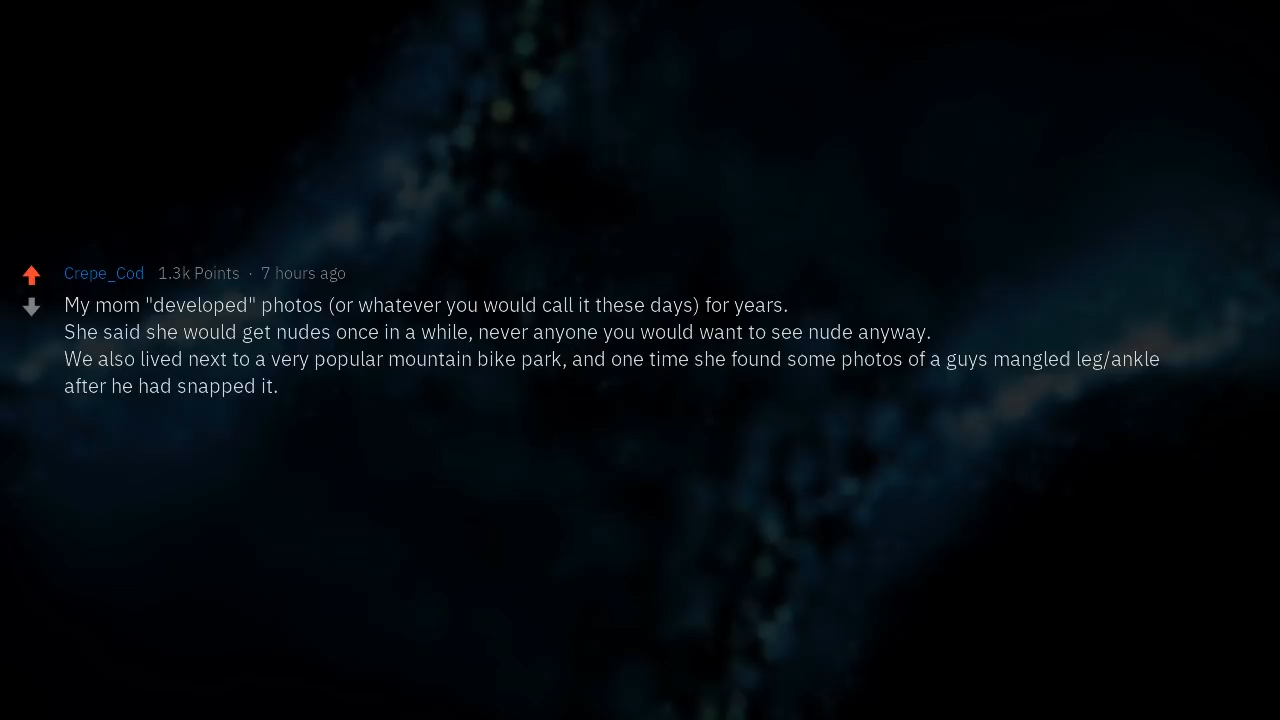 Crepe_Cod 1.3k Points · 7 hours ago
My mom "developed" photos (or whatever you would call it these days) for years.
She said she would get nudes once in a while, never anyone you would want to see nude anyway.
We also lived next to a very popular mountain bike park, and one time she found some photos of a guys mangled leg/ankle
after he had snapped it.